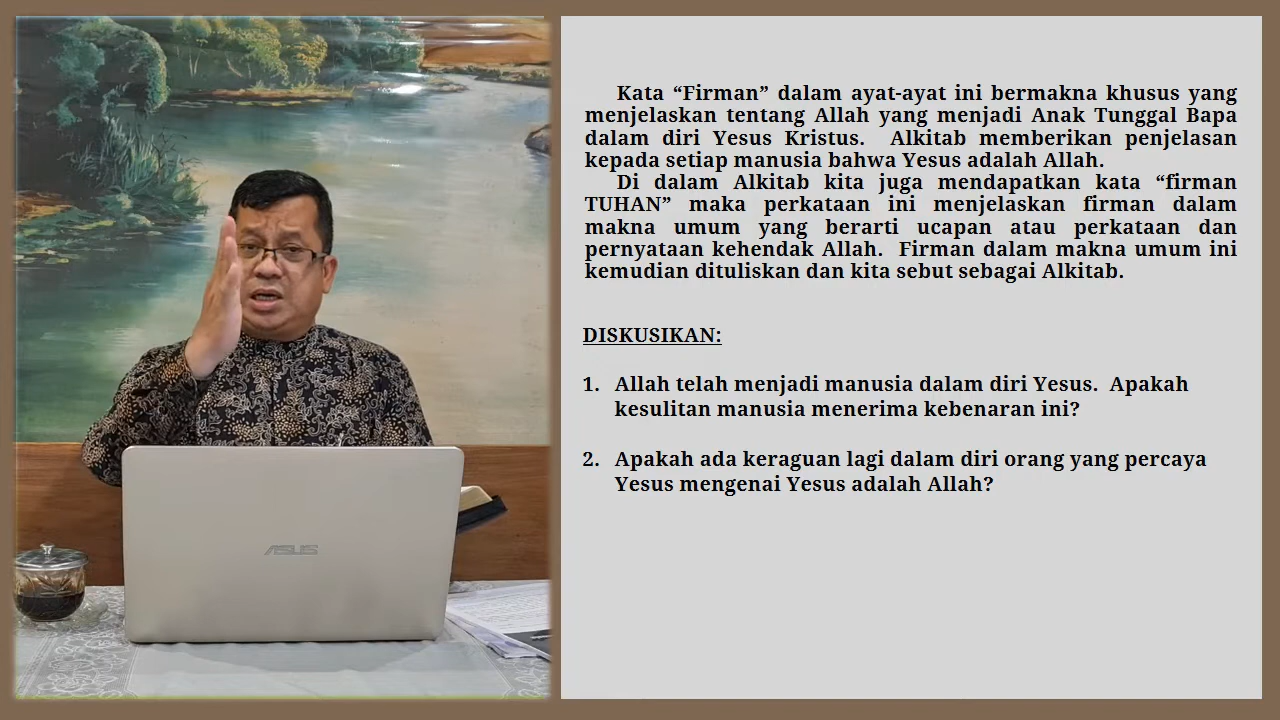 Kata “Firman” dalam ayat-ayat ini bermakna khusus yang
menjelaskan tentang Allah yang menjadi Anak Tunggal Bapa
dalam diri Yesus Kristus. Alkitab memberikan penjelasan
kepada setiap manusia bahwa Yesus adalah Allah.
Di dalam Alkitab kita juga mendapatkan kata “firman
TUHAN” maka perkataan ini menjelaskan firman dalam
makna umum yang berarti ucapan atau perkataan dan
pernyataan kehendak Allah. Firman dalam makna umum ini
kemudian dituliskan dan kita sebut sebagai Alkitab.
DISKUSIKAN:
1. Allah telah menjadi manusia dalam diri Yesus. Apakah
kesulitan manusia menerima kebenaran ini?
2. Apakah ada keraguan lagi dalam diri orang yang percaya
Yesus mengenai Yesus adalah Allah?
ASUS